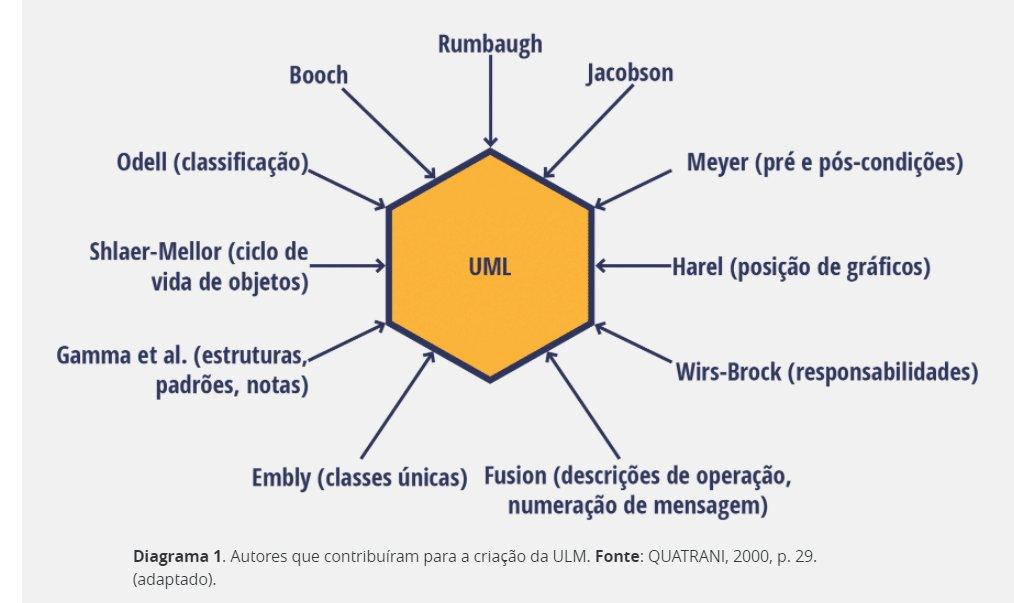 Rumbaugh
Booch
Jacobson
Odell (classificação)
Meyer (pré e pós-condições)
Shlaer-Mellor (ciclo de
vida de objetos)
UML
Harel (posição de gráficos)
Gamma et al. (estruturas,
padrões, notas)
Wirs-Brock (responsabilidades)
Embly (classes únicas)
Fusion (descrições de operação,
numeração de mensagem)
Diagrama 1. Autores que contribuíram para a criação da ULM. Fonte: QUATRANI, 2000, p. 29.
(adaptado).